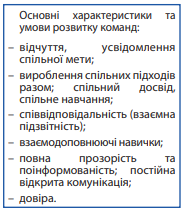 Основні характеристики та
умови розвитку команд:
– відчуття, усвідомлення
спільної мети;
– вироблення спільних підходів
разом; спільний досвід,
спільне навчання;
– співвідповідальність (взаємна
підзвітність);
– взаємодоповнюючі навички;
– повна прозорість та
поінформованість; постійна
відкрита комунікація;
– довіра.